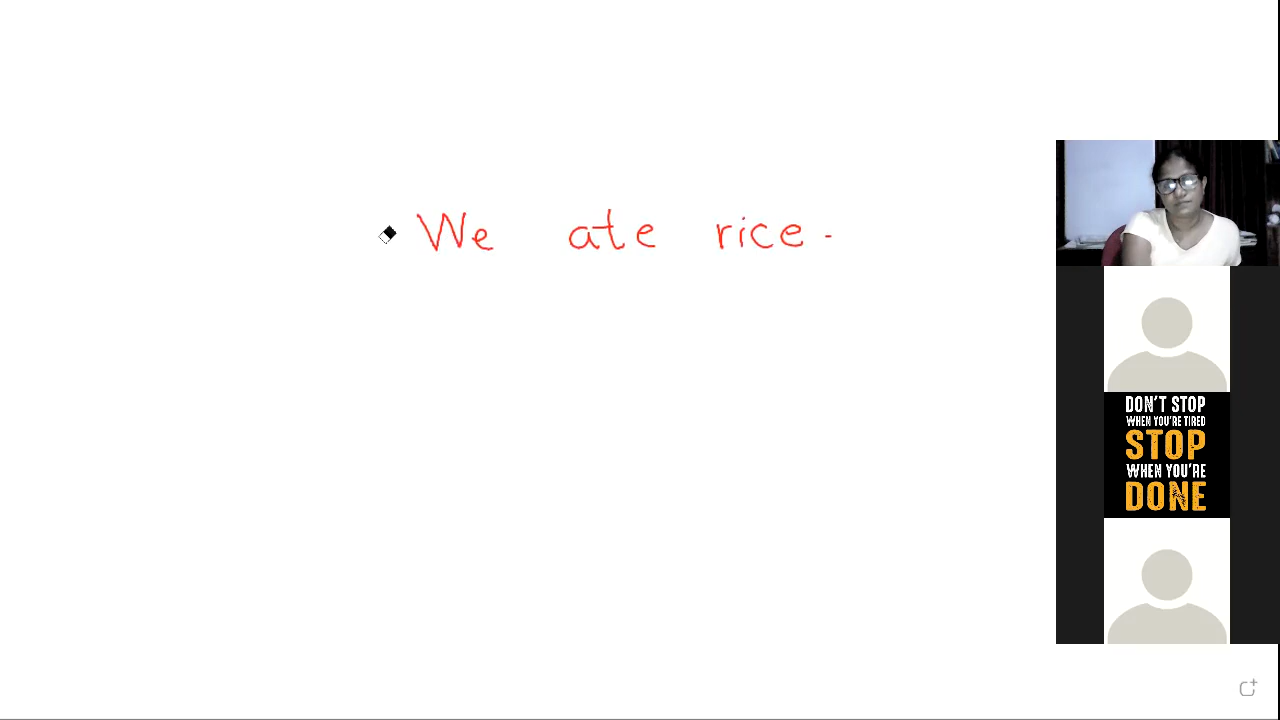 We ate rice.
DON'T STOP
WHEN YOU'RE TIRED
STOP
WHEN YOU'RE
DONE